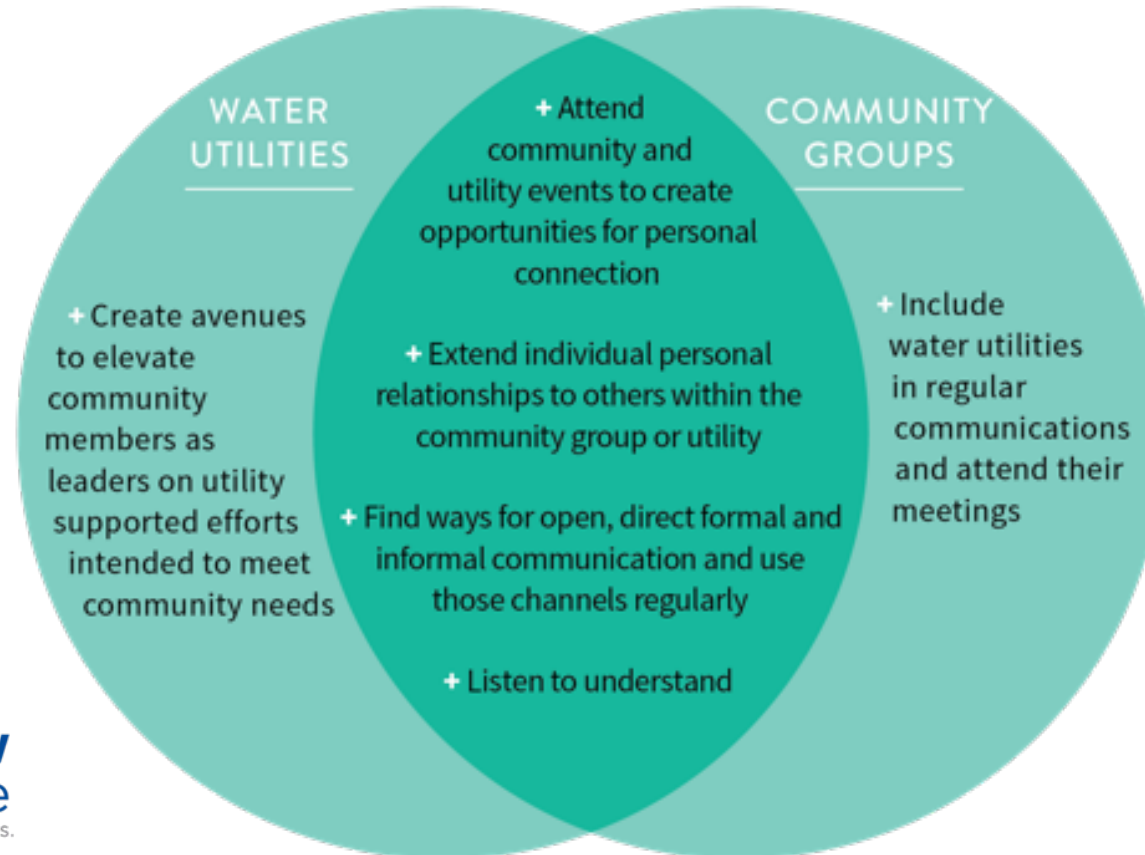 WATER
UTILITIES
+ Create avenues
to elevate
community
members as
leaders on utility
supported efforts
intended to meet
community needs
+ Attend
community and
utility events to create
opportunities for personal
connection
+ Extend individual personal
relationships to others within the
community group or utility
+ Find ways for open, direct formal and
informal communication and use
those channels regularly
+ Listen to understand
COMMUNITY
GROUPS
+ Include
water utilities
in regular
communications
and attend their
meetings